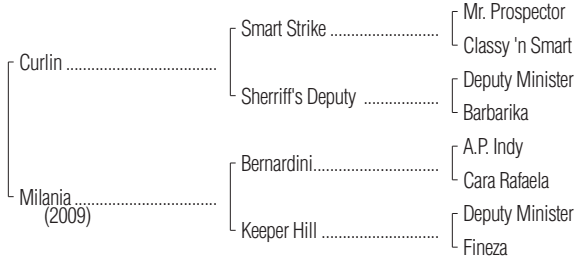 Mr. Prospector
Smart Strike ..............................
Classy 'n Smart
Curlin .........................................
Deputy Minister
Sherriff's Deputy ....................
Barbarika
A.P. Indy
Bernardini..................................
Cara Rafaela
Milania .......................................
(2009)
Deputy Minister
Keeper Hill ................................
Fineza